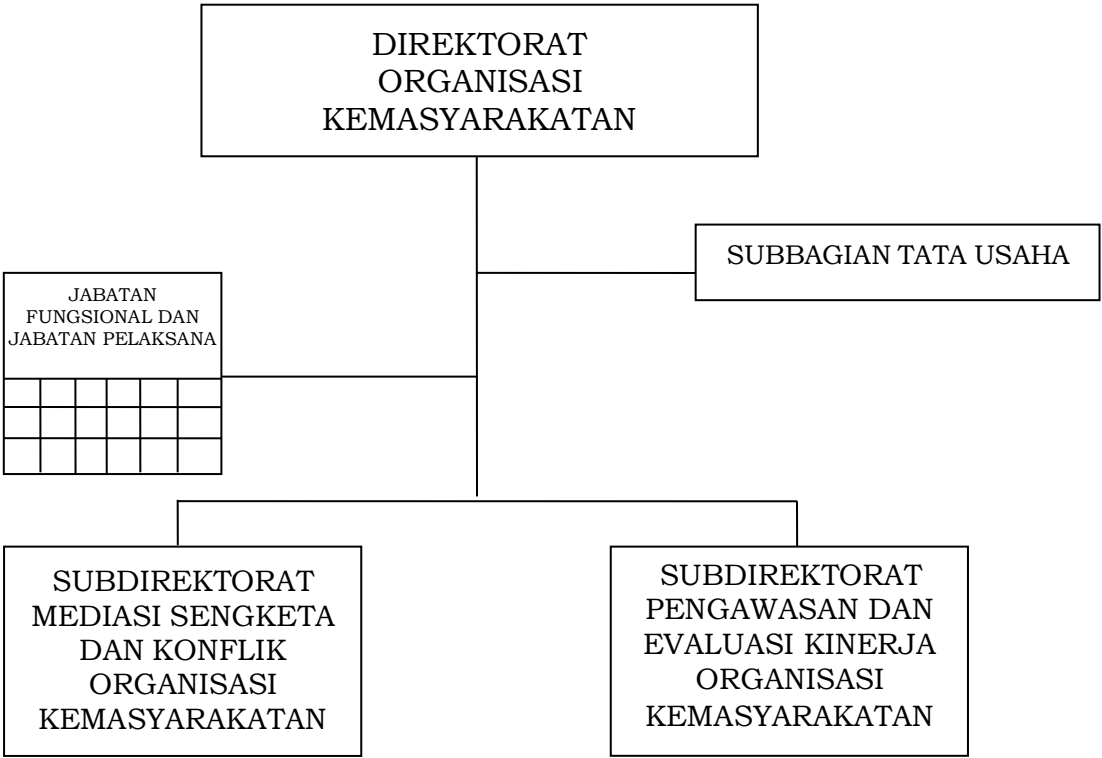 DIREKTORAT
ORGANISASI
KEMASYARAKATAN
SUBBAGIAN TATA USAHA
JABATAN
FUNGSIONAL DAN
JABATAN PELAKSANA
SUBDIREKTORAT
MEDIASI SENGKETA
DAN KONFLIK
ORGANISASI
KEMASYARAKATAN
SUBDIREKTORAT
PENGAWASAN DAN
EVALUASI KINERJA
ORGANISASI
KEMASYARAKATAN